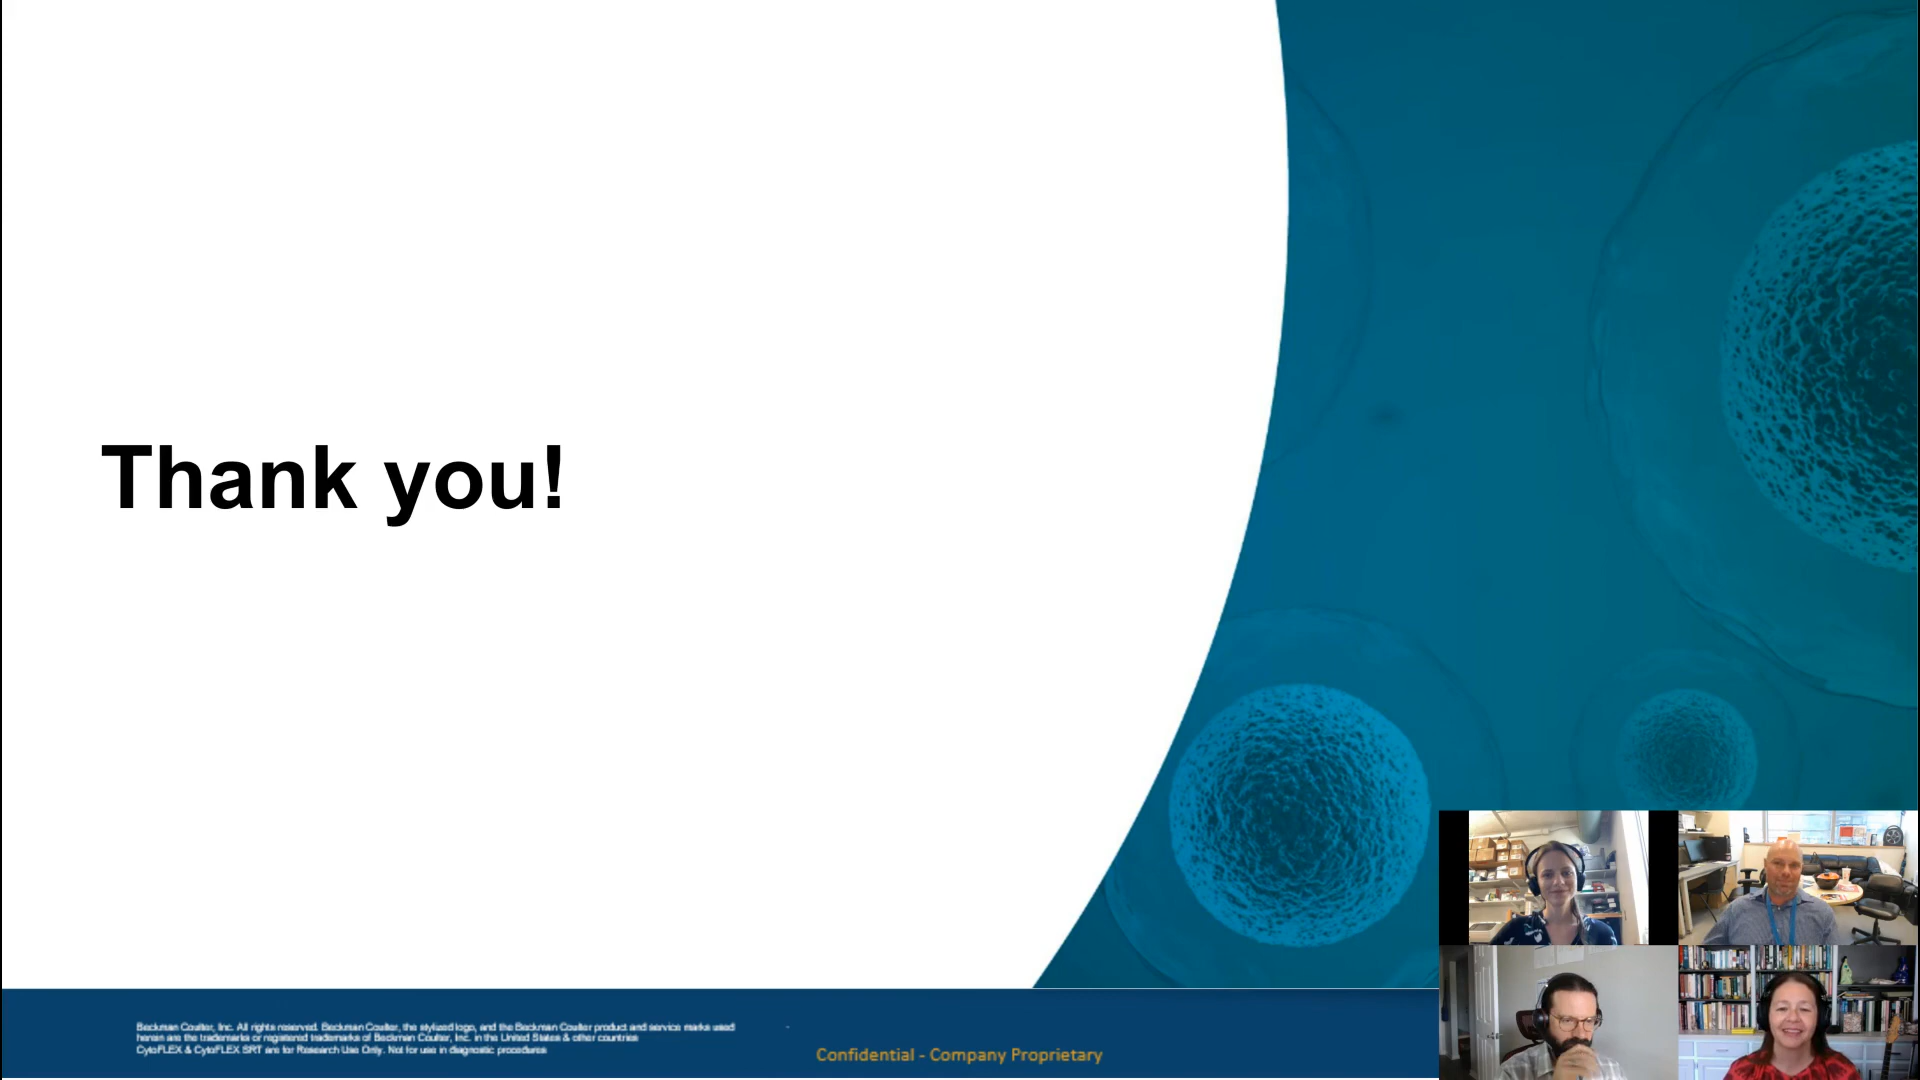 Thank you!
Beckman Coulter, Inc. All rights reserved. Beckman Coulter, the stylized logo, and the Beckman Coulter product and service marks used
herein are the trademarks or registered trademarks of Beckman Coulter, Inc. in the United States & other countries
CytoFLEX & CytoFLEX SRT are for Research Use Only. Not for use in diagnostic procedures
Confidential - Company Proprietary